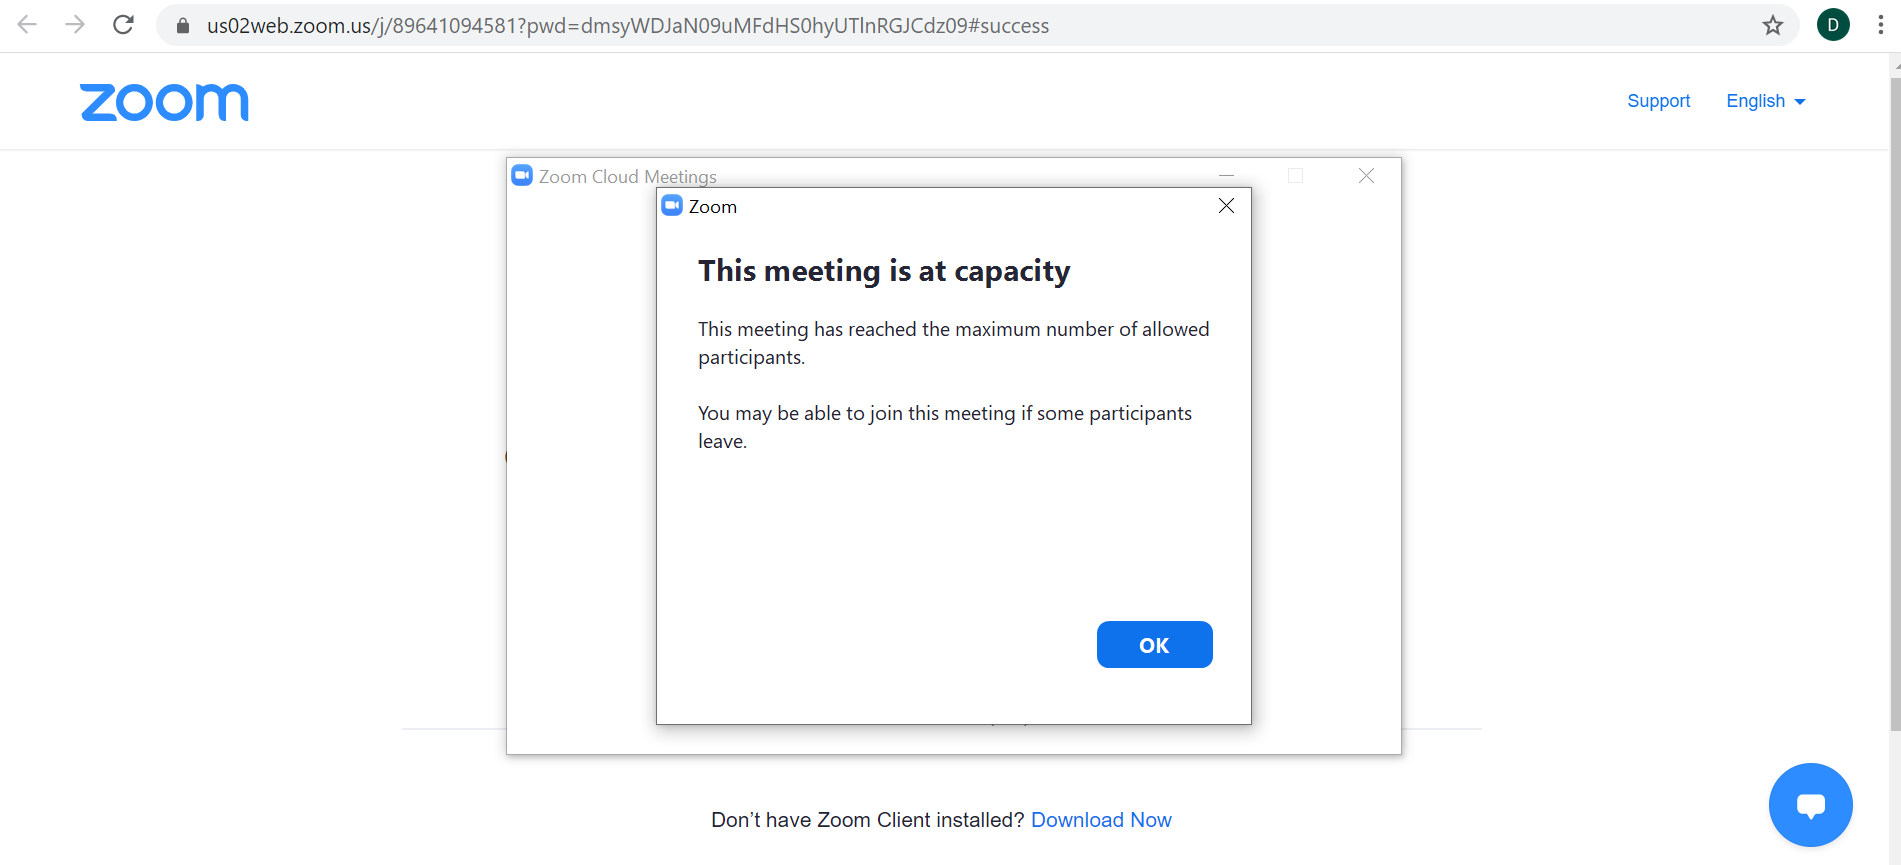 us02web.zoom.us/j/89641094581?pwd=dmsyWDJaN09uMFdHS0hyUTlnRGJCdz09#success
D
zoom
Support
English
Zoom Cloud Meetings
Zoom
This meeting is at capacity
This meeting has reached the maximum number of allowed
participants.
You may be able to join this meeting if some participants
leave.
OK
Don’t have Zoom Client installed? Download Now